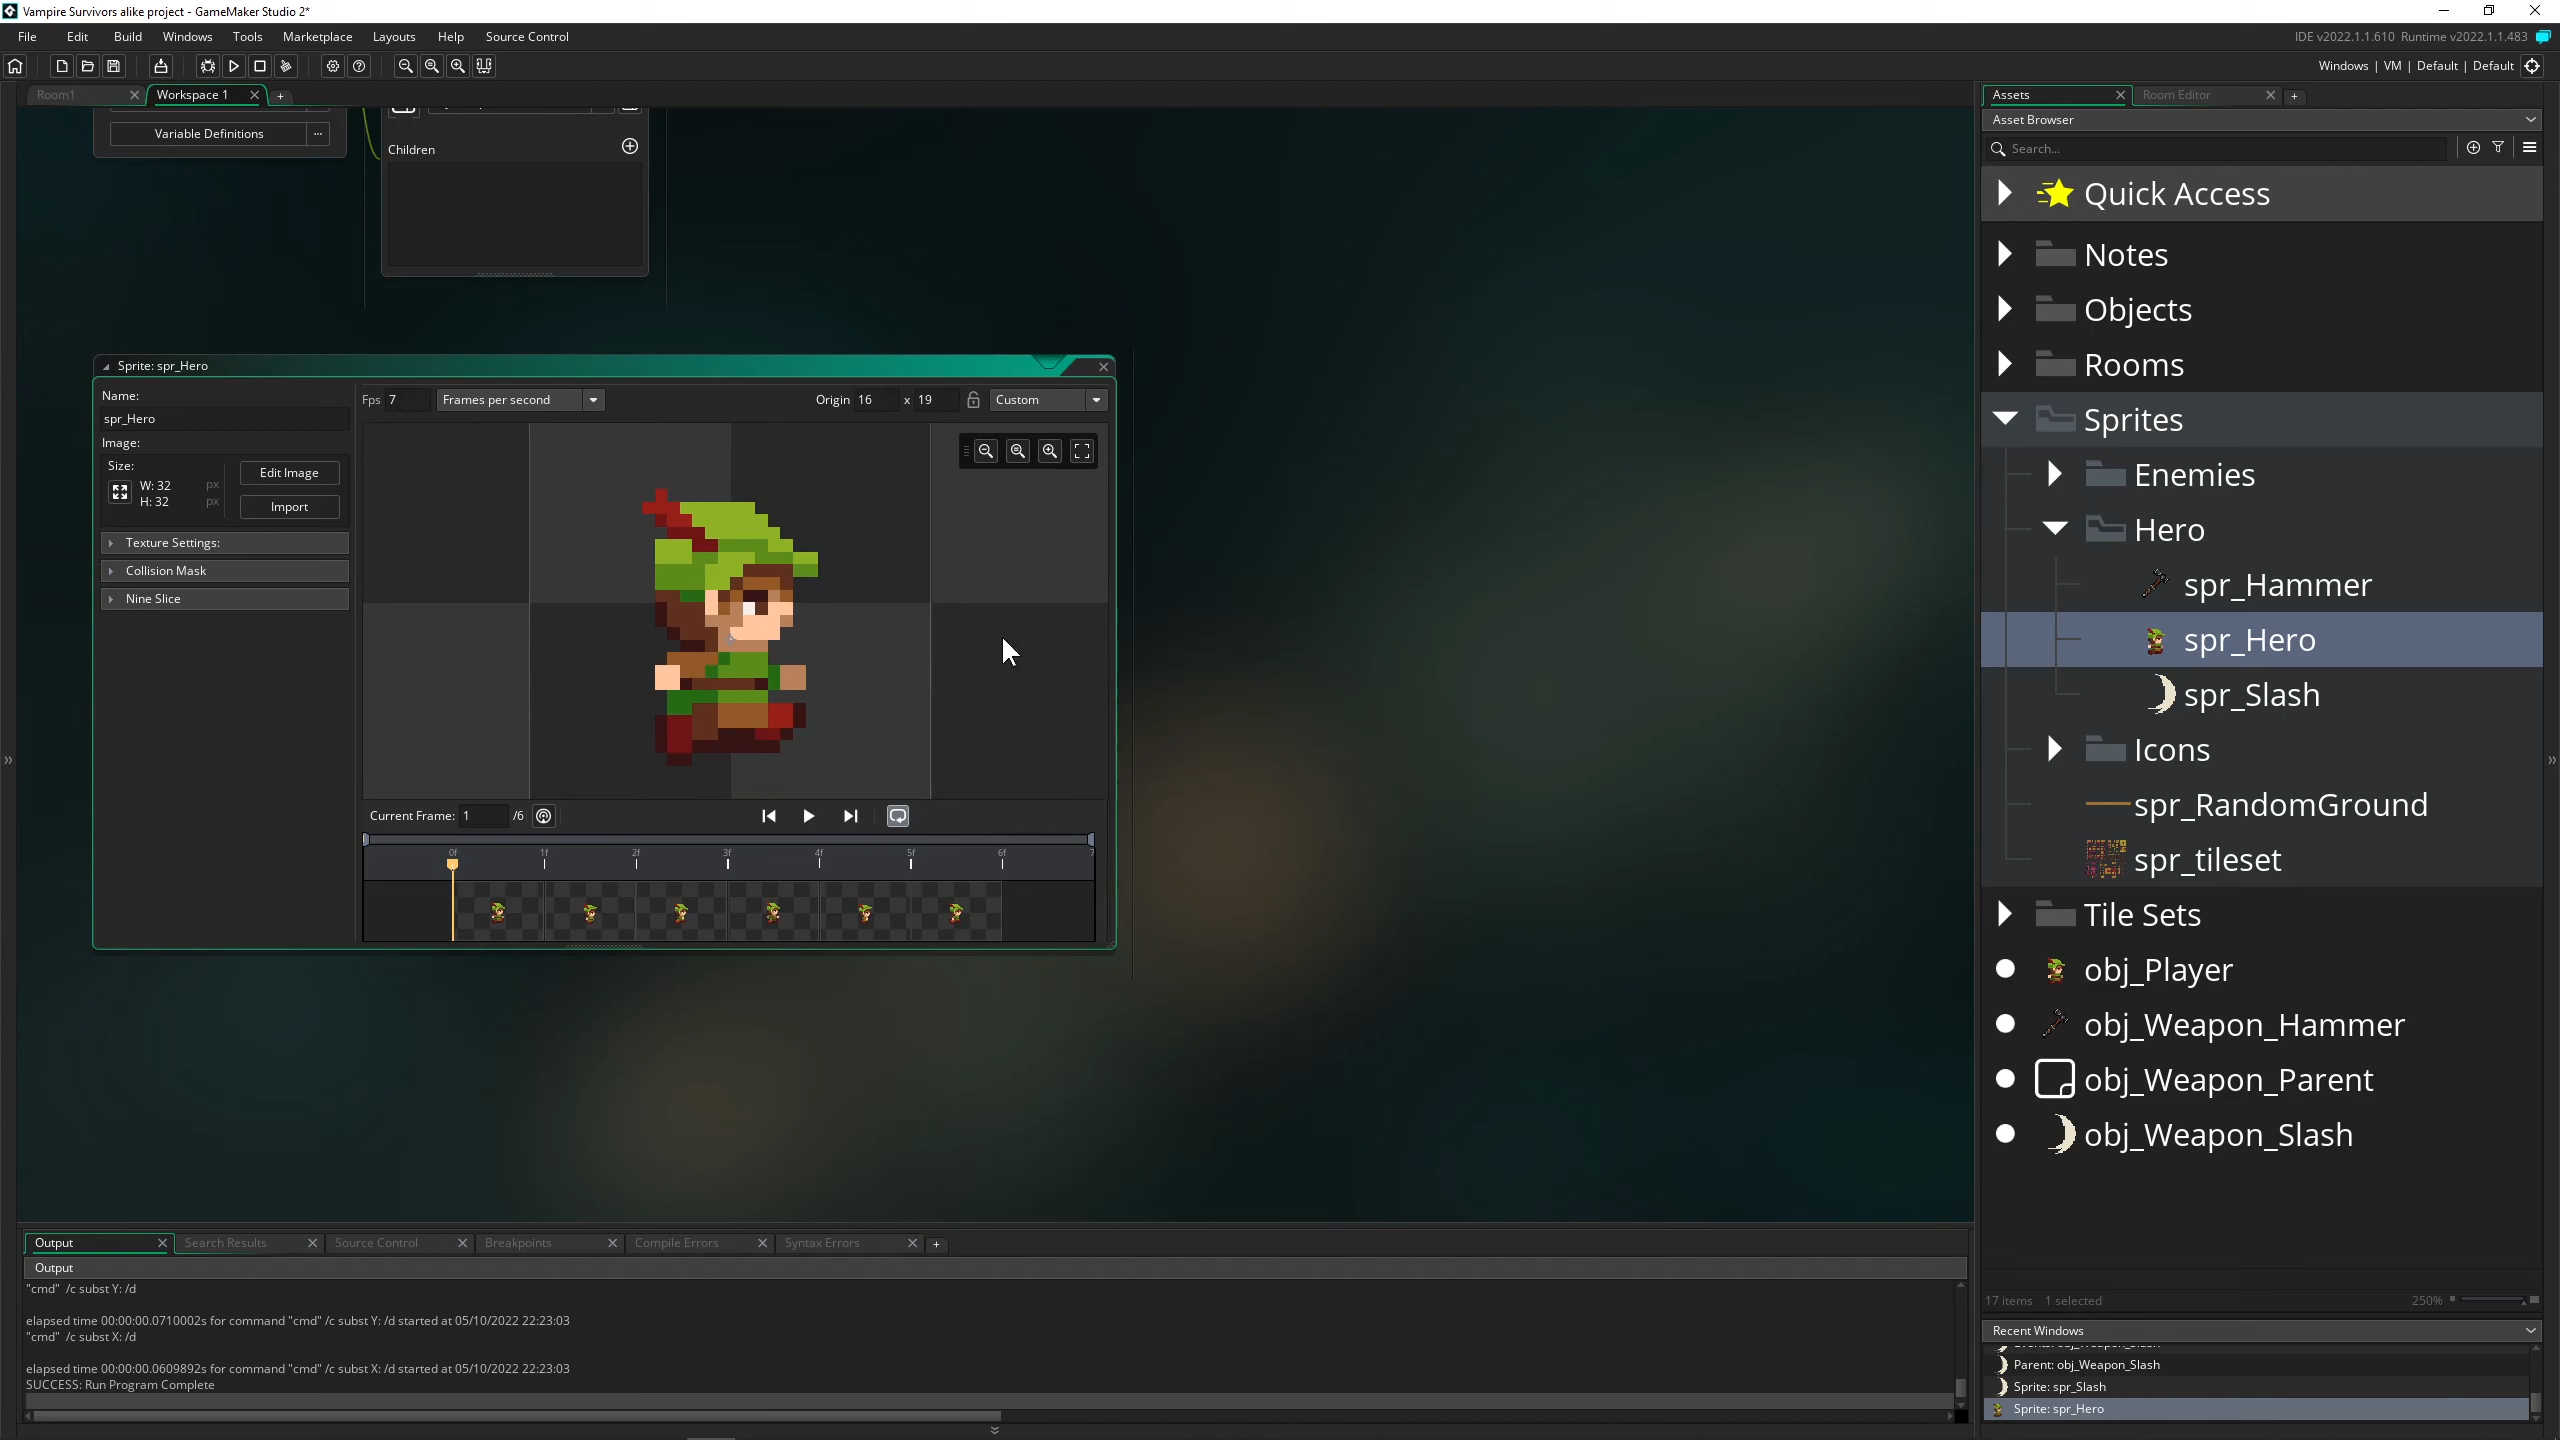 Vampire Survivors alike project - GameMaker Studio 2*
File Edit Build Windows Tools Marketplace Layouts Help Source Control
IDE v2022.1.1.610 Runtime v2022.1.1.483
Windows | VM | Default | Default
Room1
Workspace 1
Assets
Room Editor
Asset Browser
Search...
Variable Definitions
Children
Quick Access
Notes
Objects
Rooms
Sprites
Enemies
Hero
spr_Hammer
spr_Hero
spr_Slash
Icons
spr_RandomGround
spr_tileset
Tile Sets
obj_Player
obj_Weapon_Hammer
obj_Weapon_Parent
obj_Weapon_Slash
17 items 1 selected
250%
Recent Windows
Parent: obj_Weapon_Slash
Sprite: spr_Slash
Sprite: spr_Hero
Sprite: spr_Hero
Name:
spr_Hero
Image:
Size:
W: 32 px
H: 32 px
Edit Image
Import
Texture Settings:
Collision Mask
Nine Slice
Fps 7 Frames per second
Origin 16 x 19 Custom
Current Frame: 1 /6
0f 1f 2f 3f 4f 5f 6f 7
Output
Search Results
Source Control
Breakpoints
Compile Errors
Syntax Errors
Output
"cmd" /c subst Y: /d
elapsed time 00:00:00.0710002s for command "cmd" /c subst Y: /d started at 05/10/2022 22:23:03
"cmd" /c subst X: /d
elapsed time 00:00:00.0609892s for command "cmd" /c subst X: /d started at 05/10/2022 22:23:03
SUCCESS: Run Program Complete